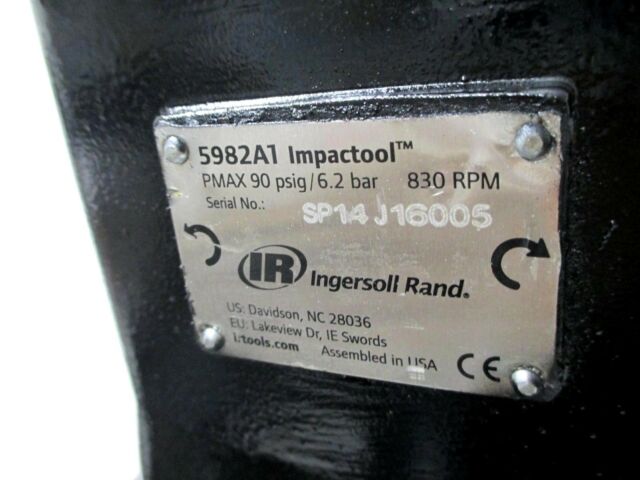 5982A1 Impactool™
PMAX 90 psig/6.2 bar 830 RPM
Serial No.: SP14J16005
IR Ingersoll Rand®
US: Davidson, NC 28036
EU: Lakeview Dr, IE Swords
irtools.com Assembled in USA CE